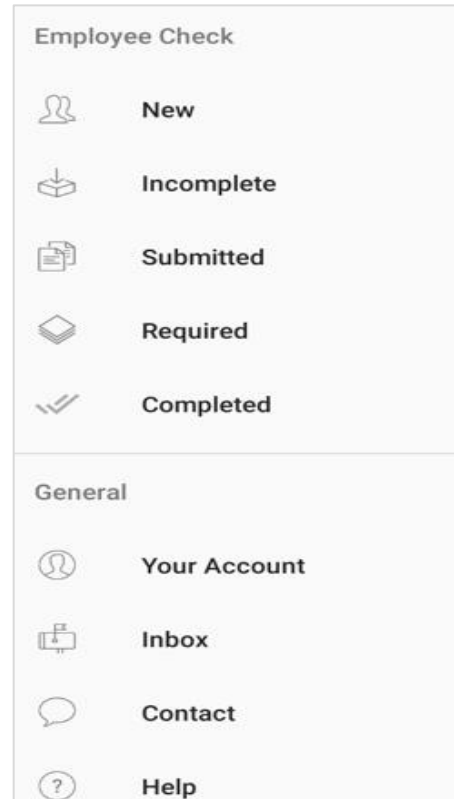 Employee Check
New
Incomplete
Submitted
Required
Completed
General
Your Account
Inbox
Contact
?
Help